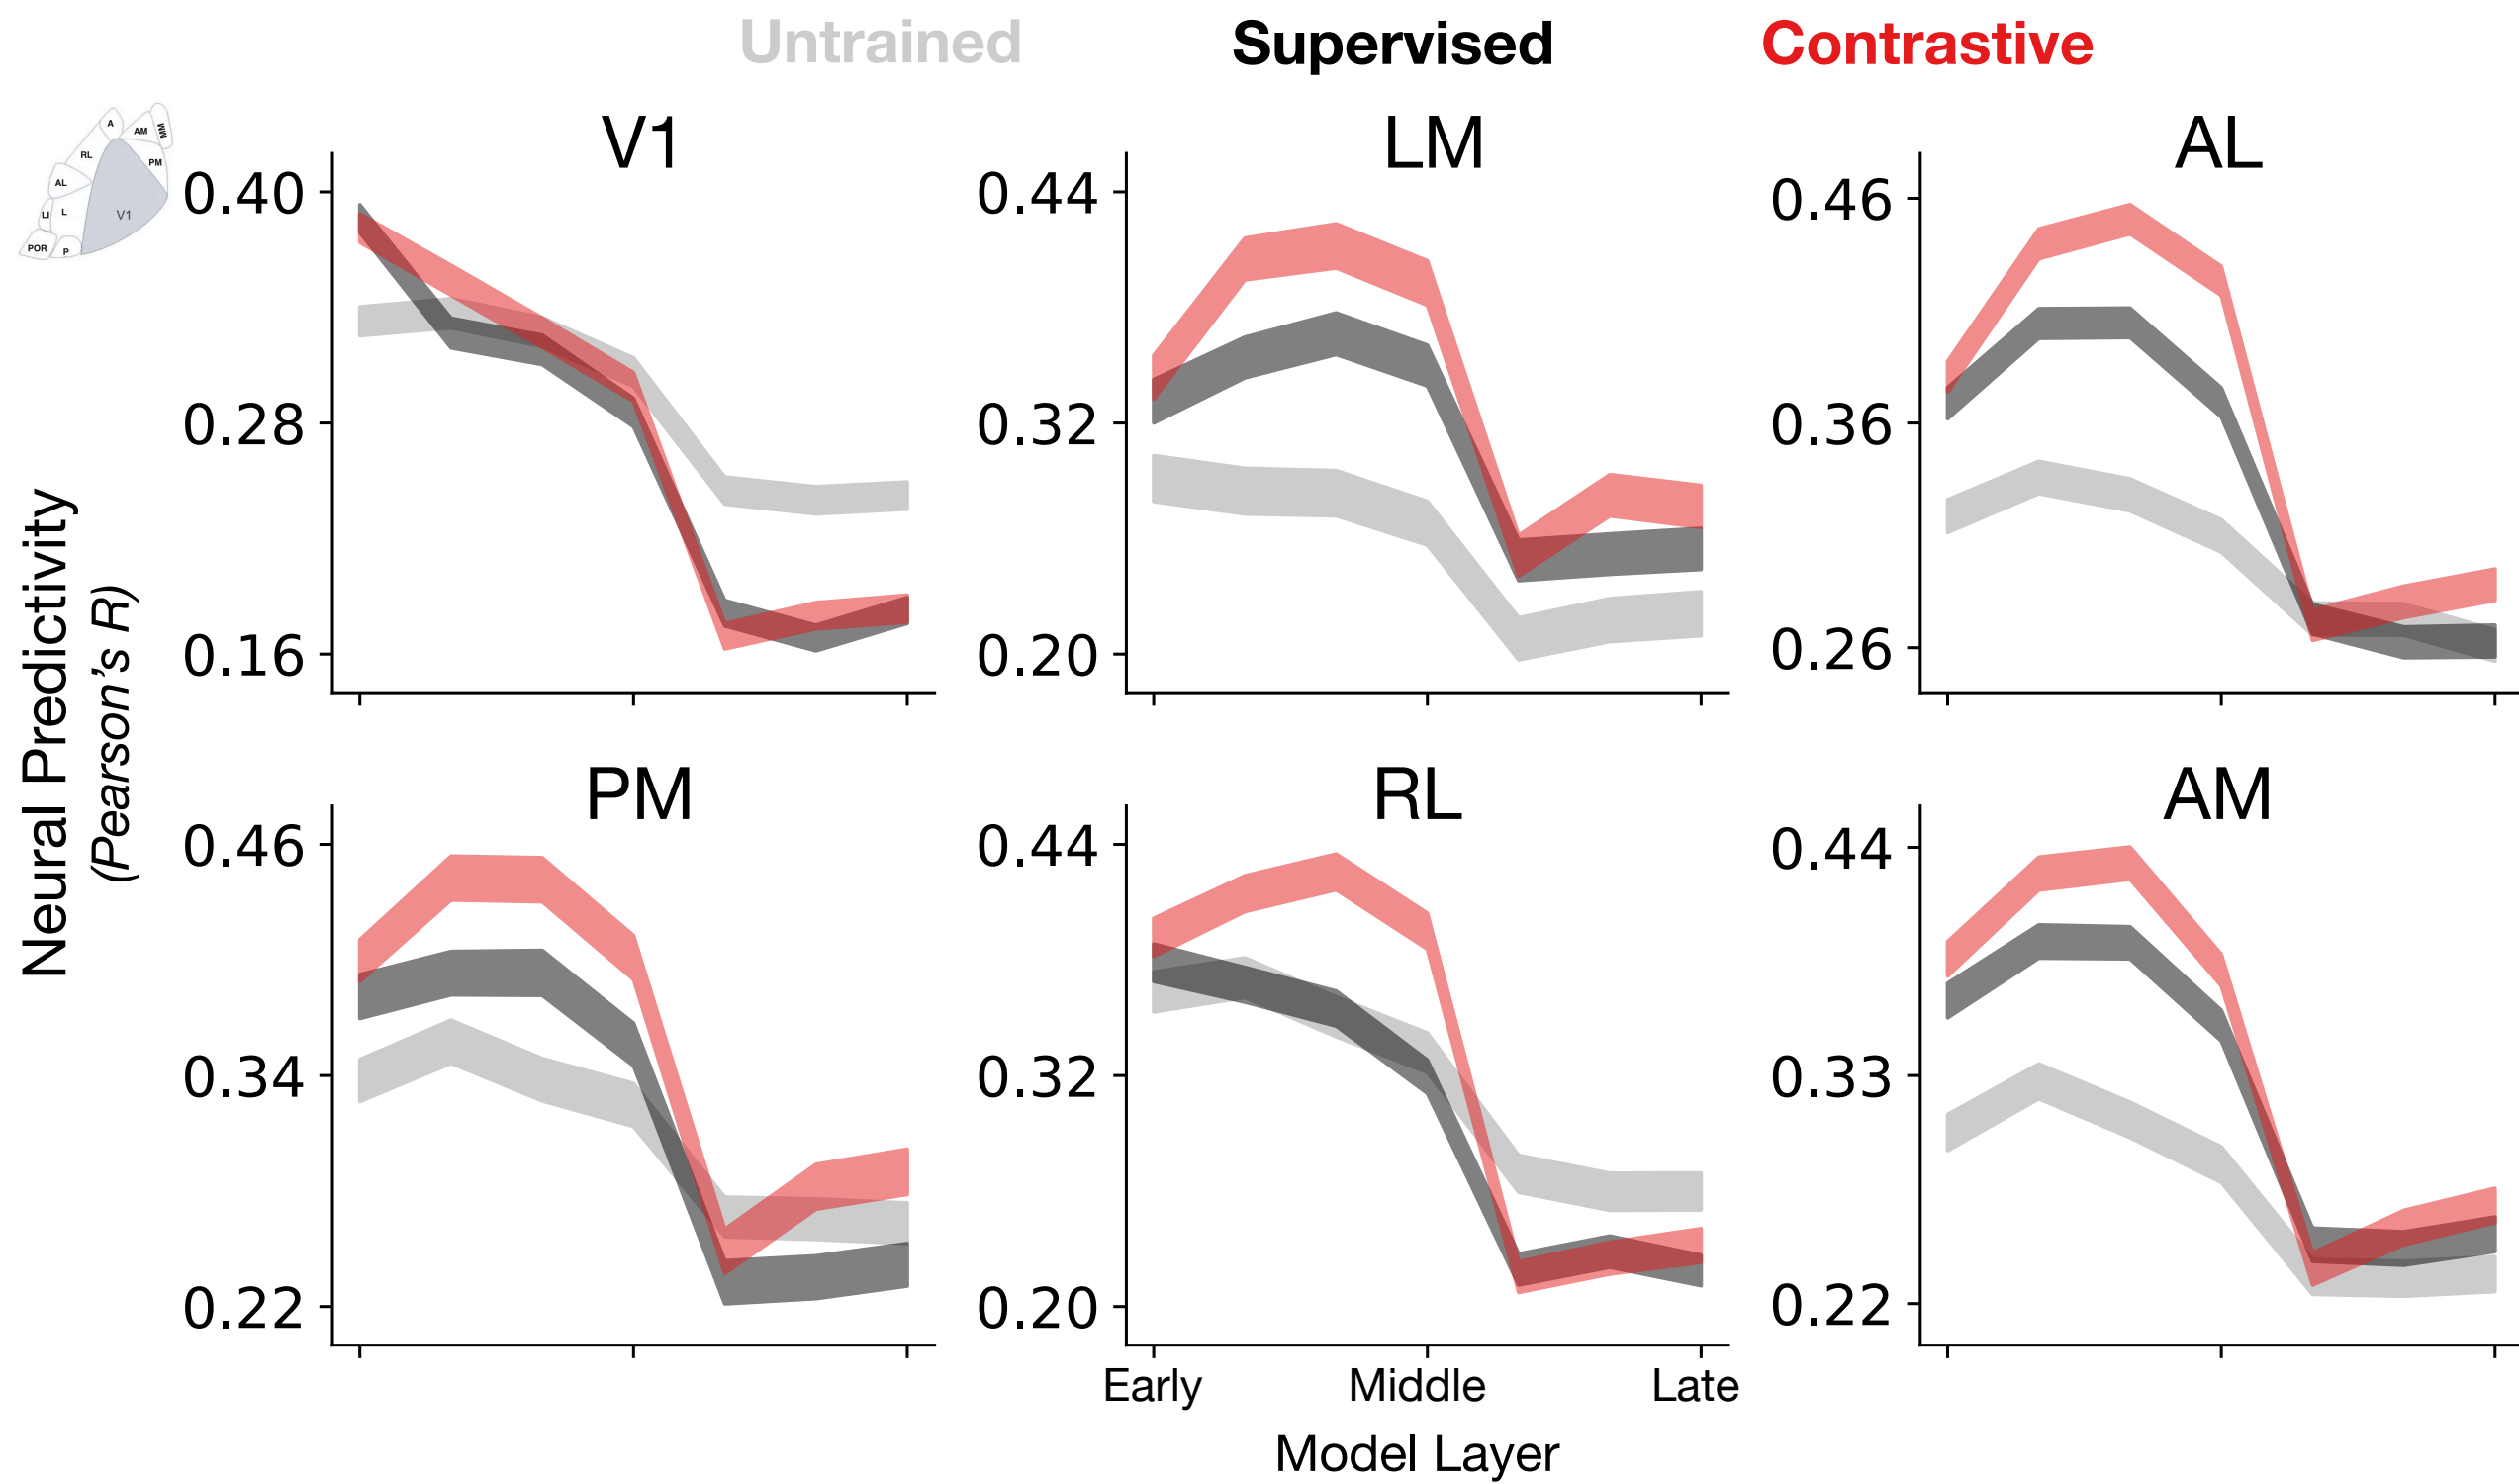 Untrained Supervised Contrastive
A
AM
MM
RL
PM
AL
LI
L
V1
POR
P
Neural Predictivity
(Pearson's R)
V1
0.40
0.28
0.16
LM
0.44
0.32
0.20
AL
0.46
0.36
0.26
PM
0.46
0.34
0.22
RL
0.44
0.32
0.20
AM
0.44
0.33
0.22
Early Middle Late
Model Layer